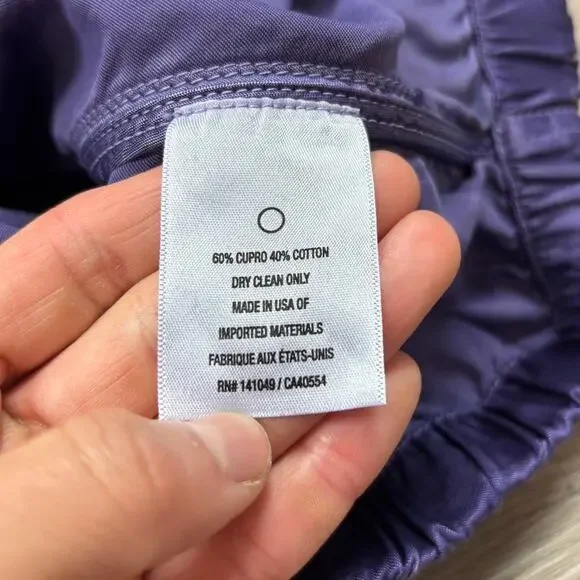 60% CUPRO 40% COTTON
DRY CLEAN ONLY
MADE IN USA OF
IMPORTED MATERIALS
FABRIQUE AUX ÉTATS-UNIS
RN# 141049 / CA40554